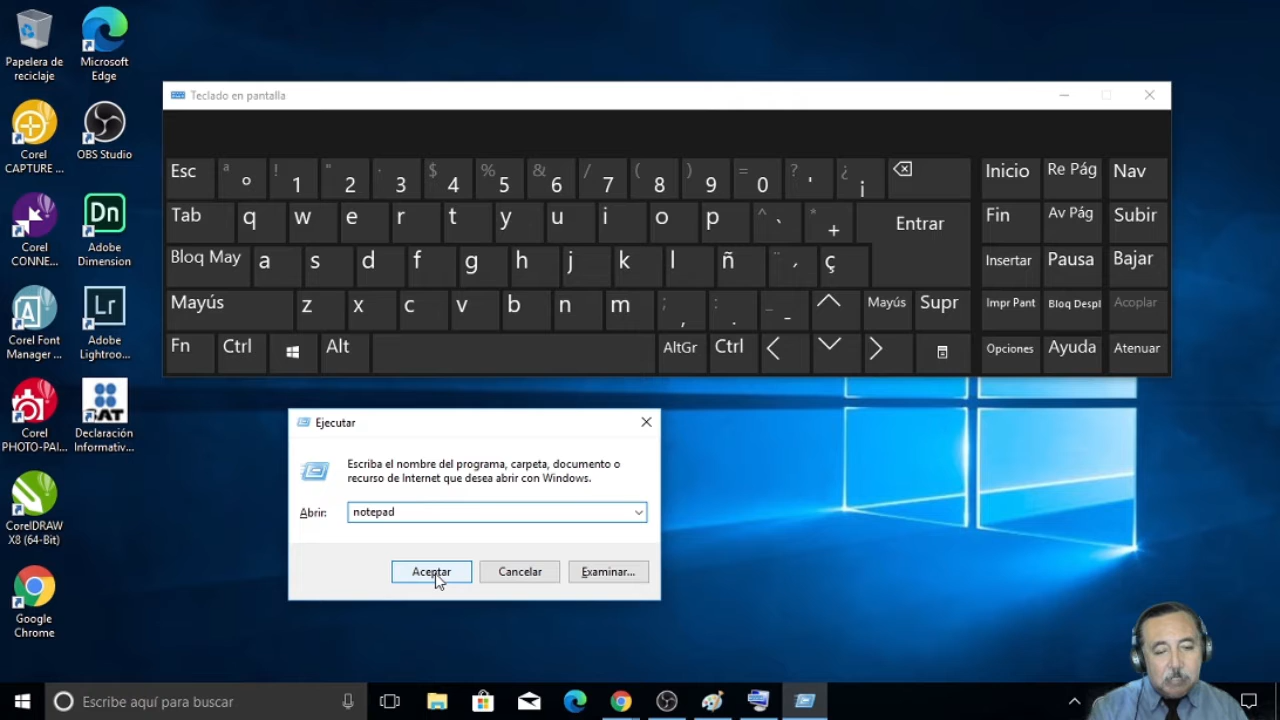 Papelera de
reciclaje
Microsoft
Edge
Corel
CAPTURE ...
OBS Studio
Corel
CONNE...
Dn
Adobe
Dimension
Corel Font
Manager ...
Lr
Adobe
Lightroo...
Corel
PHOTO-PAI...
Declaración
Informativ...
CorelDRAW
X8 (64-Bit)
Google
Chrome
Teclado en pantalla
Esc ª º ! 1 " 2 · 3 $ 4 % 5 & 6 / 7 ( 8 ) 9 = 0 ? ' ¿ ¡ Inicio Re Pág Nav
Tab q w e r t y u i o p ^ ` * + Entrar Fin Av Pág Subir
Bloq May a s d f g h j k l ñ ¨ ´ ç Insertar Pausa Bajar
Mayús z x c v b n m ; , : . _ - Mayús Supr Impr Pant Bloq Despl Acoplar
Fn Ctrl Alt AltGr Ctrl Opciones Ayuda Atenuar
Ejecutar
Escriba el nombre del programa, carpeta, documento o
recurso de Internet que desea abrir con Windows.
Abrir: notepad
Aceptar Cancelar Examinar...
Escribe aquí para buscar